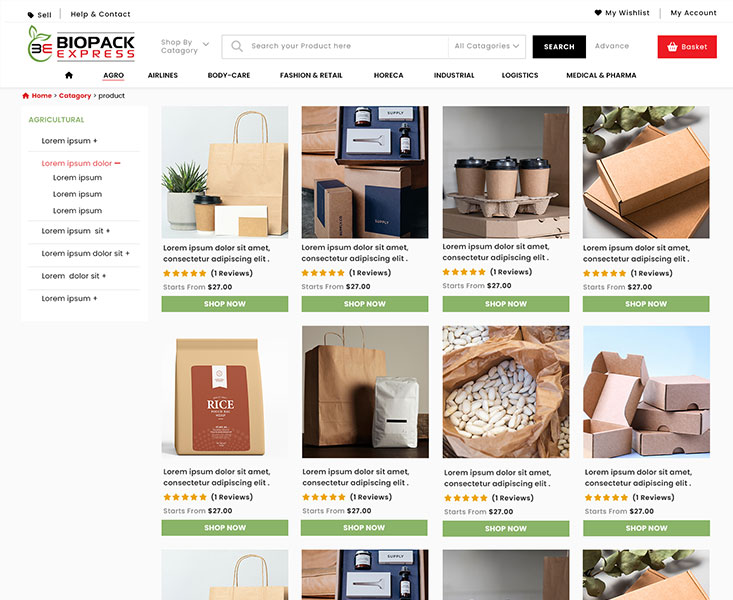 Sell
Help & Contact
My Wishlist
My Account
BE BIOPACK
EXPRESS
Shop By
Catagory
Search your Product here
All Catagories
SEARCH
Advance
Basket
AGRO
AIRLINES
BODY-CARE
FASHION & RETAIL
HORECA
INDUSTRIAL
LOGISTICS
MEDICAL & PHARMA
Home > Catagory > product
AGRICULTURAL
Lorem ipsum +
Lorem ipsum dolor −
Lorem ipsum
Lorem ipsum
Lorem ipsum
Lorem ipsum sit +
Lorem ipsum dolor sit +
Lorem dolor sit +
Lorem ipsum +
Lorem ipsum dolor sit amet,
consectetur adipiscing elit .
(1 Reviews)
Starts From $27.00
SHOP NOW
SUPPLY
SUPPLY
Lorem ipsum dolor sit amet,
consectetur adipiscing elit .
(1 Reviews)
Starts From $27.00
SHOP NOW
Lorem ipsum dolor sit amet,
consectetur adipiscing elit .
(1 Reviews)
Starts From $27.00
SHOP NOW
Lorem ipsum dolor sit amet,
consectetur adipiscing elit .
(1 Reviews)
Starts From $27.00
SHOP NOW
RICE
Lorem ipsum dolor sit amet,
consectetur adipiscing elit .
(1 Reviews)
Starts From $27.00
SHOP NOW
Lorem ipsum dolor sit amet,
consectetur adipiscing elit .
(1 Reviews)
Starts From $27.00
SHOP NOW
Lorem ipsum dolor sit amet,
consectetur adipiscing elit .
(1 Reviews)
Starts From $27.00
SHOP NOW
Lorem ipsum dolor sit amet,
consectetur adipiscing elit .
(1 Reviews)
Starts From $27.00
SHOP NOW
SUPPLY